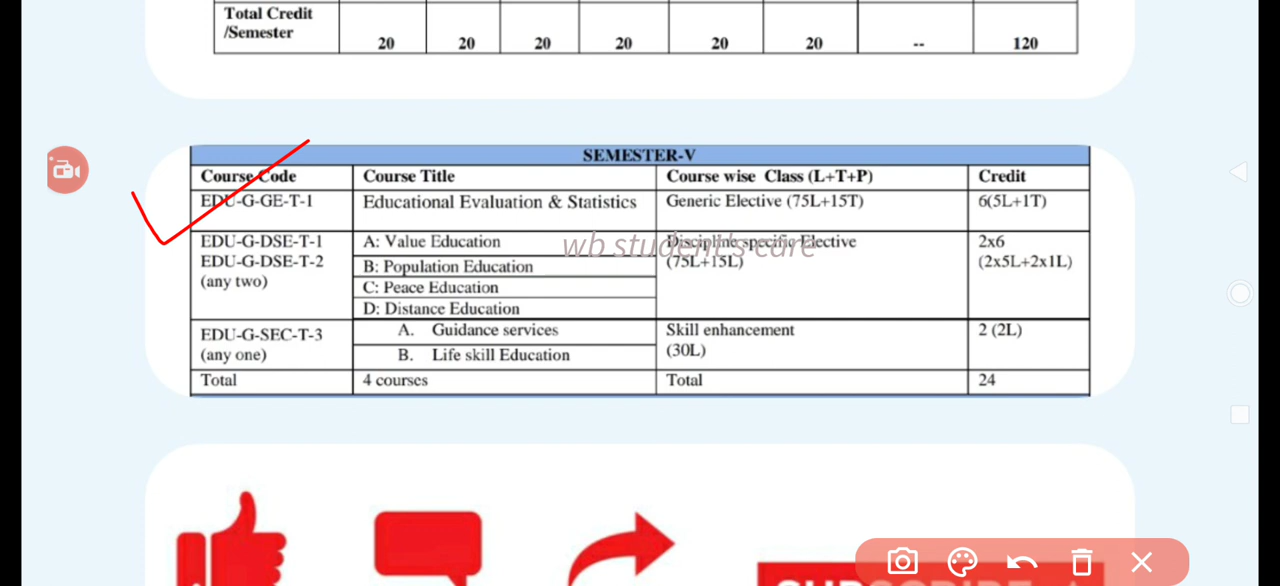 Total Credit
/Semester
20 20 20 20 20 20 -- 120
SEMESTER-V
Course Code Course Title Course wise Class (L+T+P) Credit
EDU-G-GE-T-1 Educational Evaluation & Statistics Generic Elective (75L+15T) 6(5L+1T)
EDU-G-DSE-T-1 A: Value Education Discipline specific Elective 2x6
wb student's care
EDU-G-DSE-T-2 B: Population Education (75L+15L) (2x5L+2x1L)
(any two) C: Peace Education
D: Distance Education
EDU-G-SEC-T-3 A. Guidance services Skill enhancement 2 (2L)
(any one) B. Life skill Education (30L)
Total 4 courses Total 24